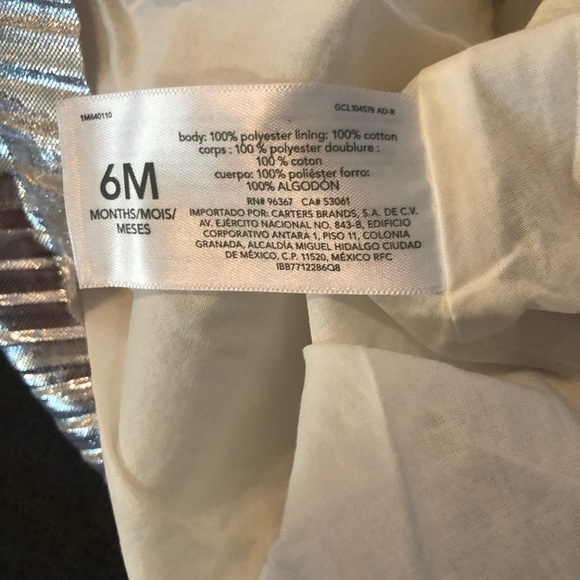 1M640110
GCL104578 AD-R
6M
MONTHS/MOIS/
MESES
body: 100% polyester lining: 100% cotton
corps : 100 % polyester doublure :
100 % coton
cuerpo: 100% poliéster forro:
100% ALGODÓN
RN# 96367 CA# 53061
IMPORTADO POR: CARTERS BRANDS, S.A. DE C.V.
AV. EJÉRCITO NACIONAL NO. 843-B, EDIFICIO
CORPORATIVO ANTARA 1, PISO 11, COLONIA
GRANADA, ALCALDÍA MIGUEL HIDALGO CIUDAD
DE MÉXICO, C.P. 11520, MÉXICO RFC
IBB7712286Q8